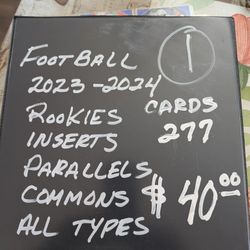 FOOTBALL
1
2023-2024
ROOKIES CARDS
INSERTS 277
PARALLELS
COMMONS $40.00
ALL TYPES